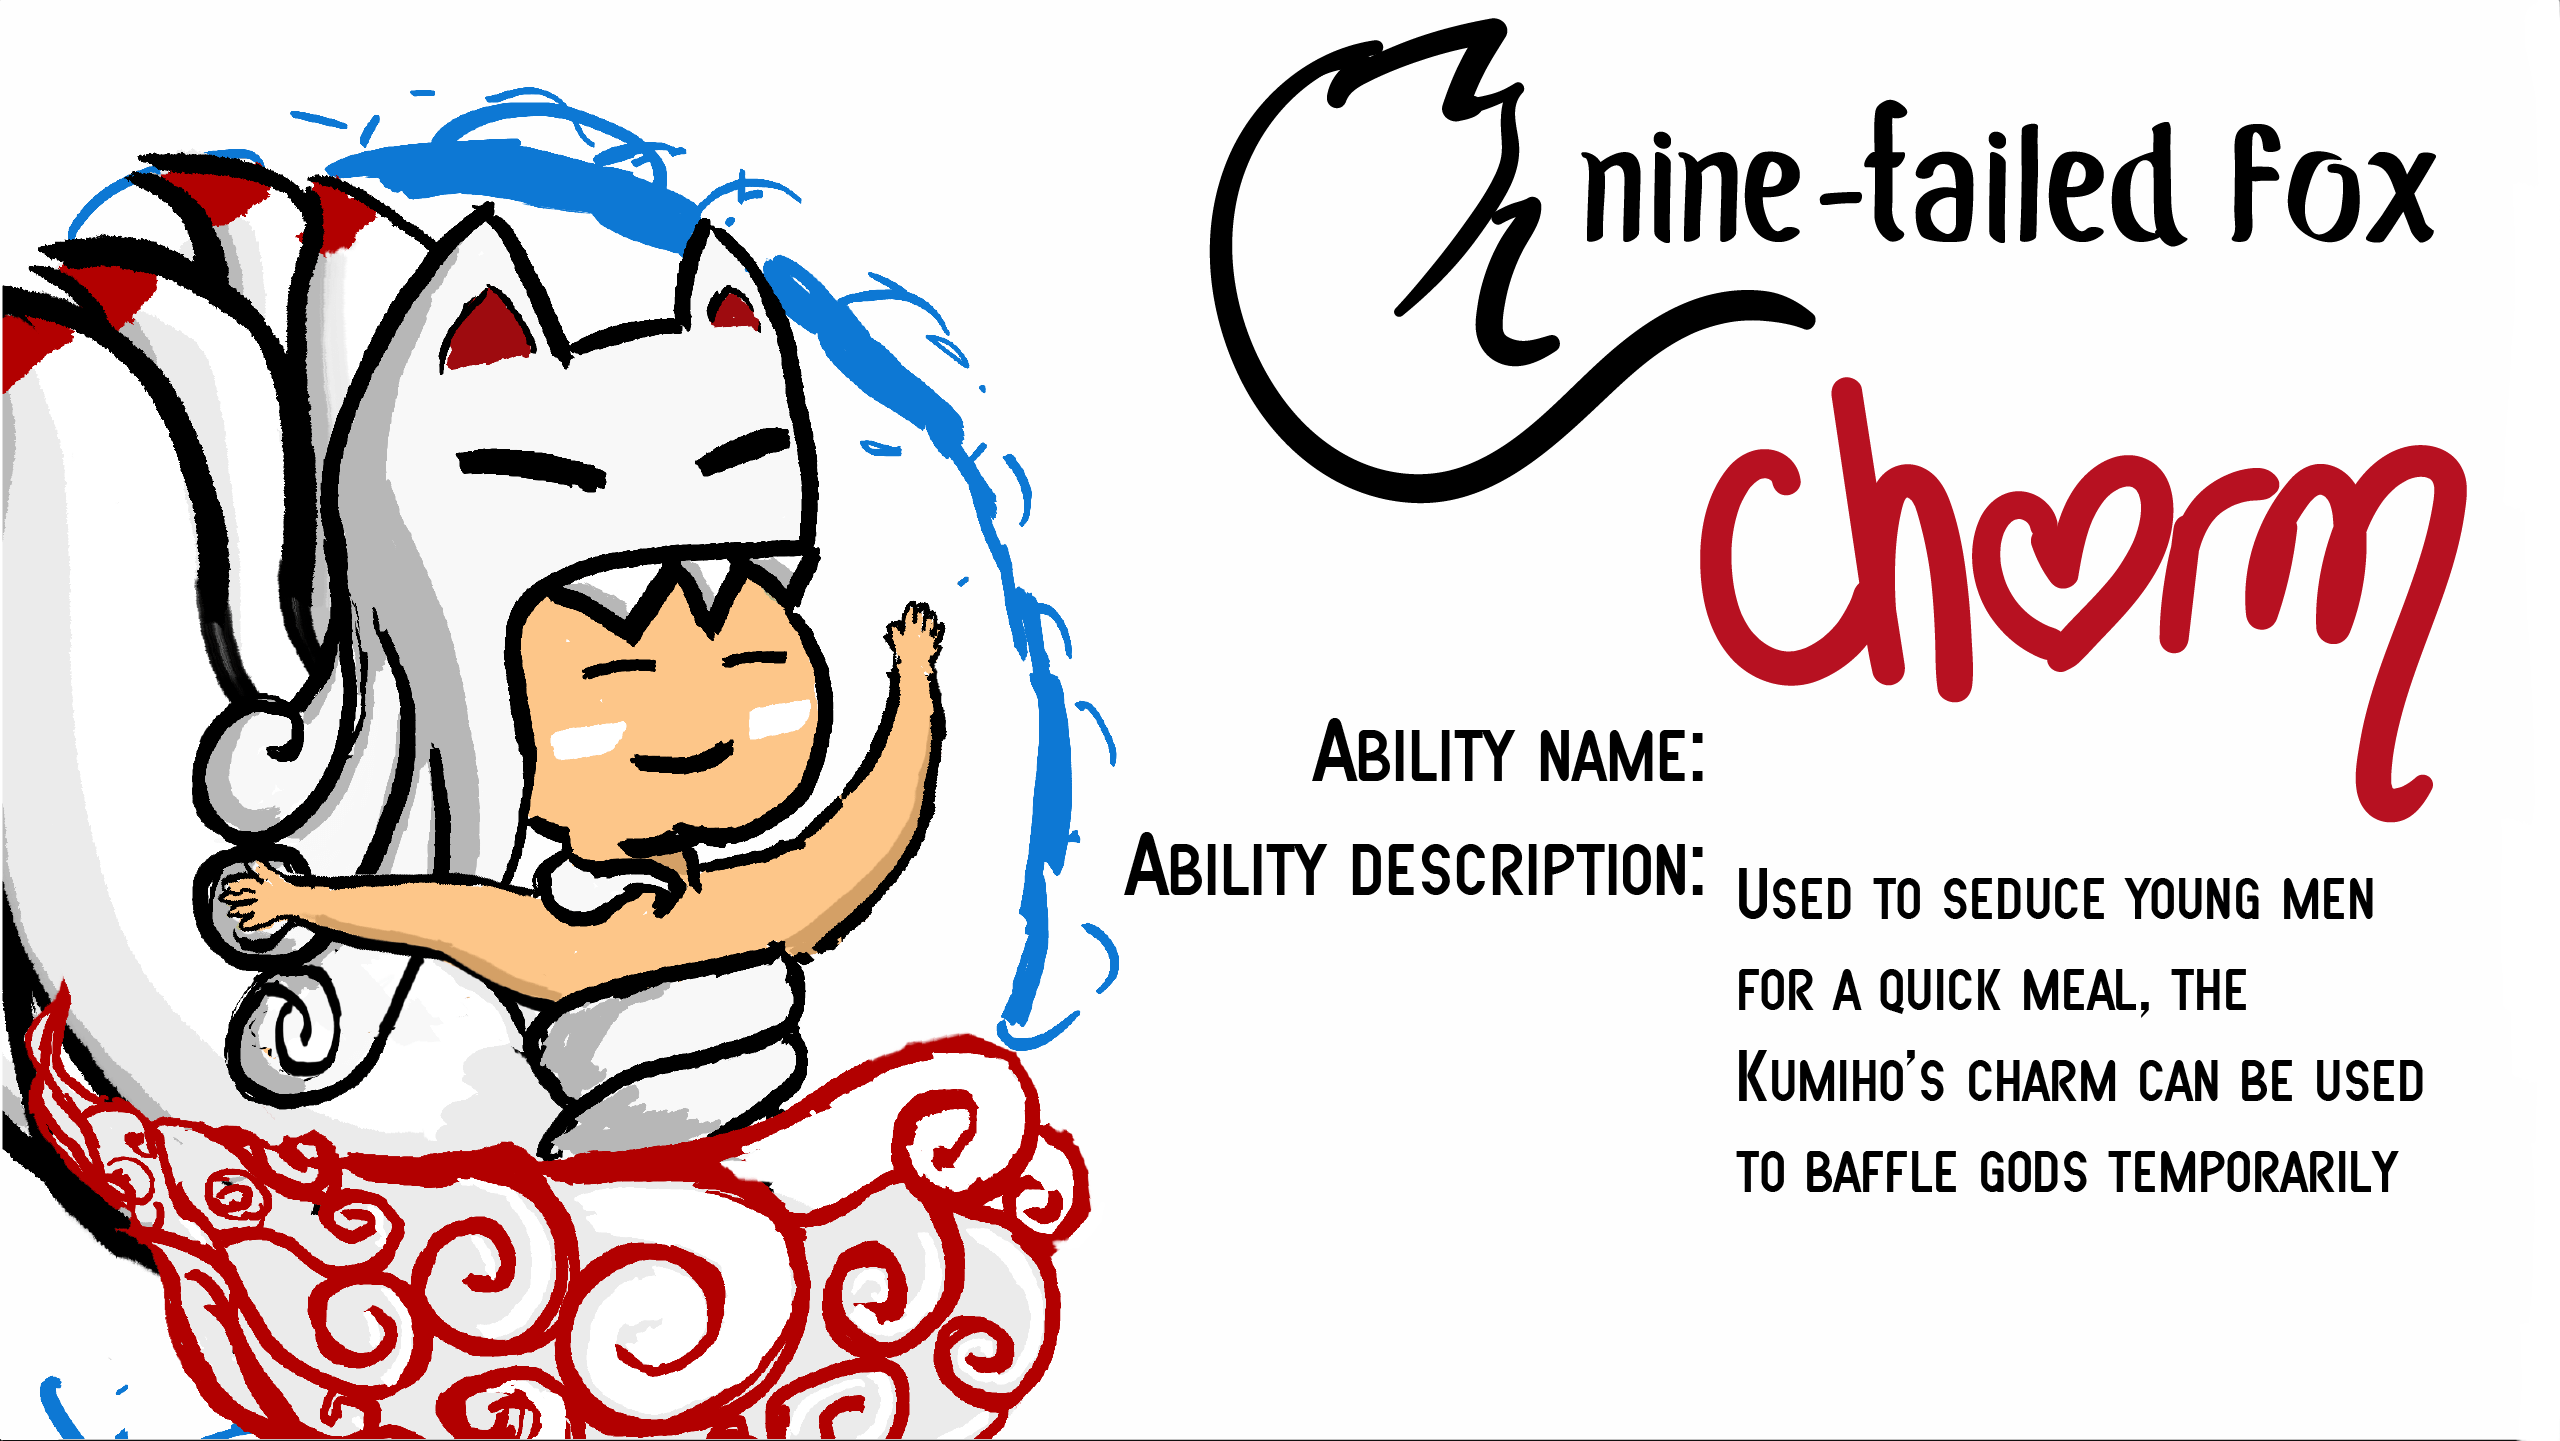 nine-tailed fox
charm
Ability name:
Ability description:
Used to seduce young men
for a quick meal, the
Kumiho's charm can be used
to baffle gods temporarily